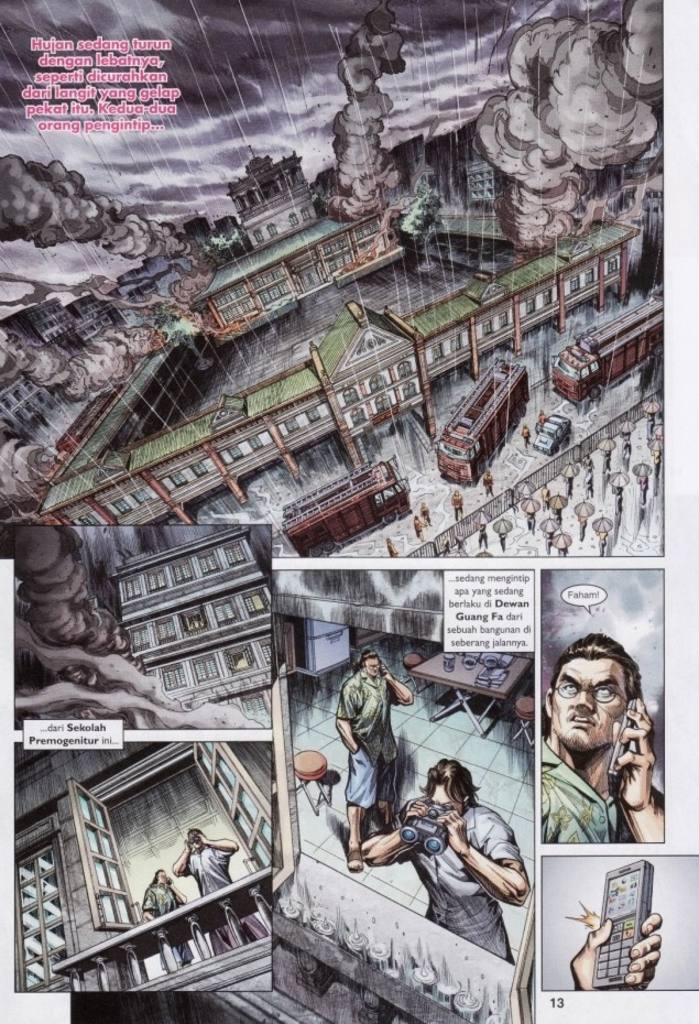 Hujan sedang turun
dengan lebatnya,
seperti dicurahkan
dari langit yang gelap
pekat itu. Kedua-dua
orang pengintip...
...dari Sekolah
Premogenitur ini...
...sedang mengintip
apa yang sedang
berlaku di Dewan
Guang Fa dari
sebuah bangunan di
seberang jalannya.
Faham!
13